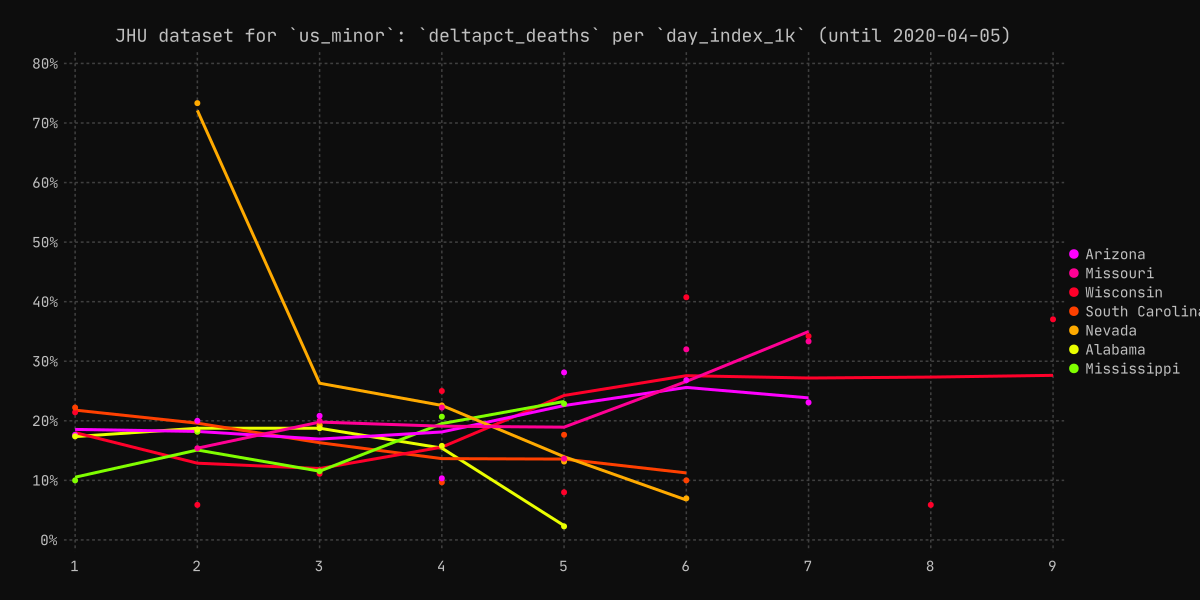 JHU dataset for `us_minor`: `deltapct_deaths` per `day_index_1k` (until 2020-04-05)
80%
70%
60%
50%
40%
30%
20%
10%
0%
1 2 3 4 5 6 7 8 9
Arizona
Missouri
Wisconsin
South Carolina
Nevada
Alabama
Mississippi